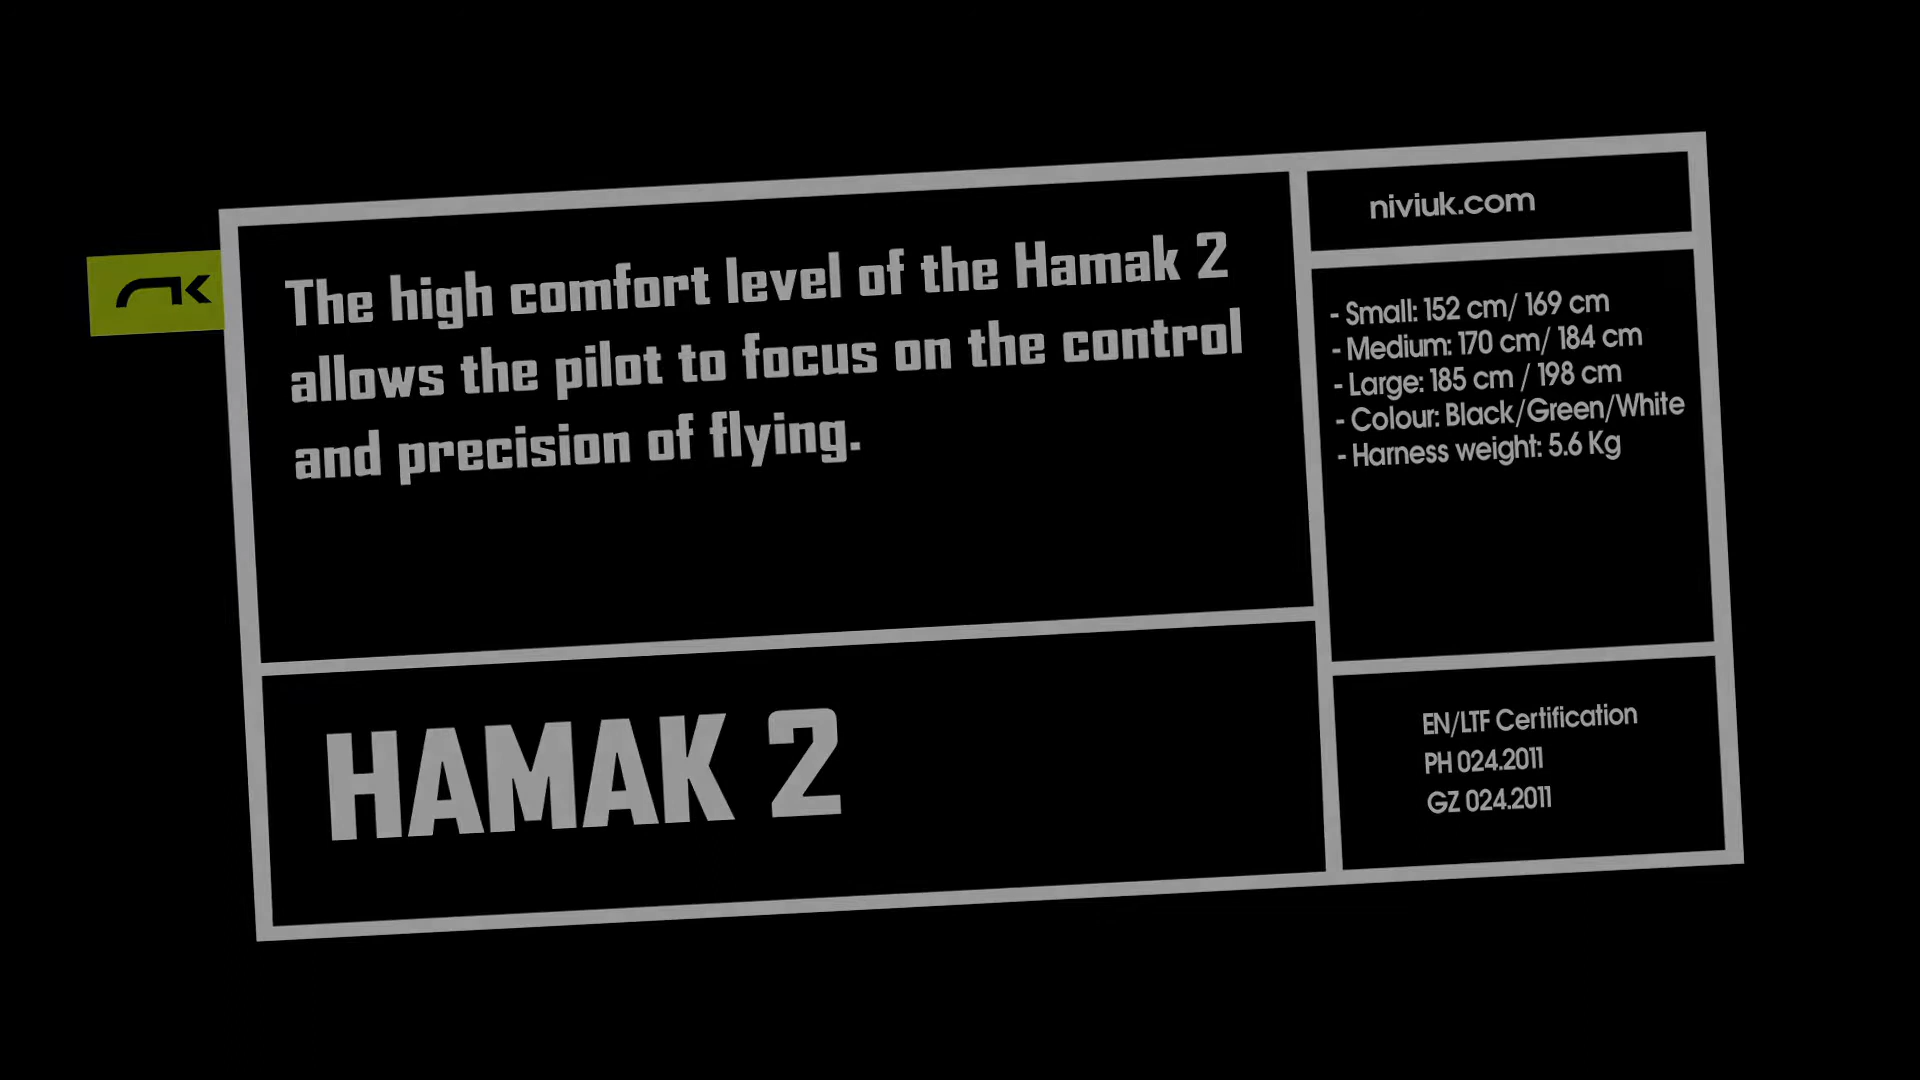 The high comfort level of the Hamak 2
allows the pilot to focus on the control
and precision of flying.
HAMAK 2
niviuk.com
- Small: 152 cm/ 169 cm
- Medium: 170 cm/ 184 cm
- Large: 185 cm / 198 cm
- Colour: Black/Green/White
- Harness weight: 5.6 Kg
EN/LTF Certification
PH 024.2011
GZ 024.2011